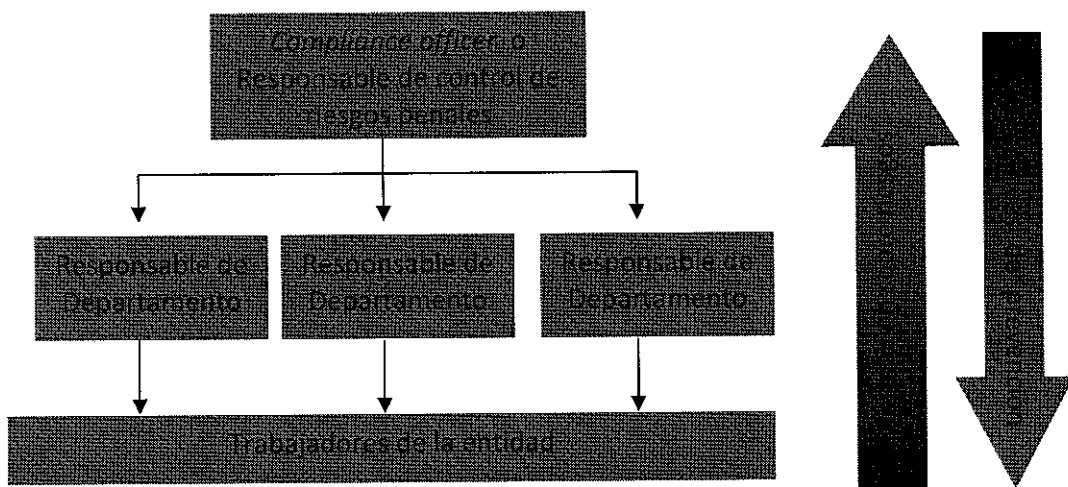 Compliance officer o
Responsable de control de
riesgos penales
Responsable de
Departamento
Responsable de
Departamento
Responsable de
Departamento
Trabajadores de la entidad